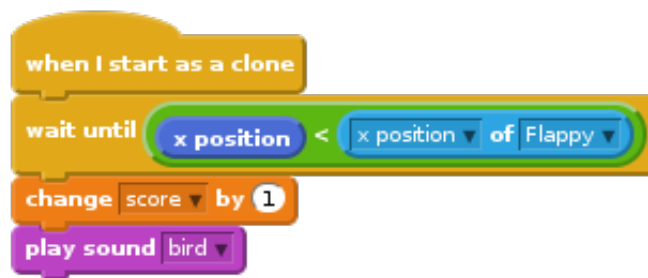 when I start as a clone
wait until x position < x position of Flappy
change score by 1
play sound bird